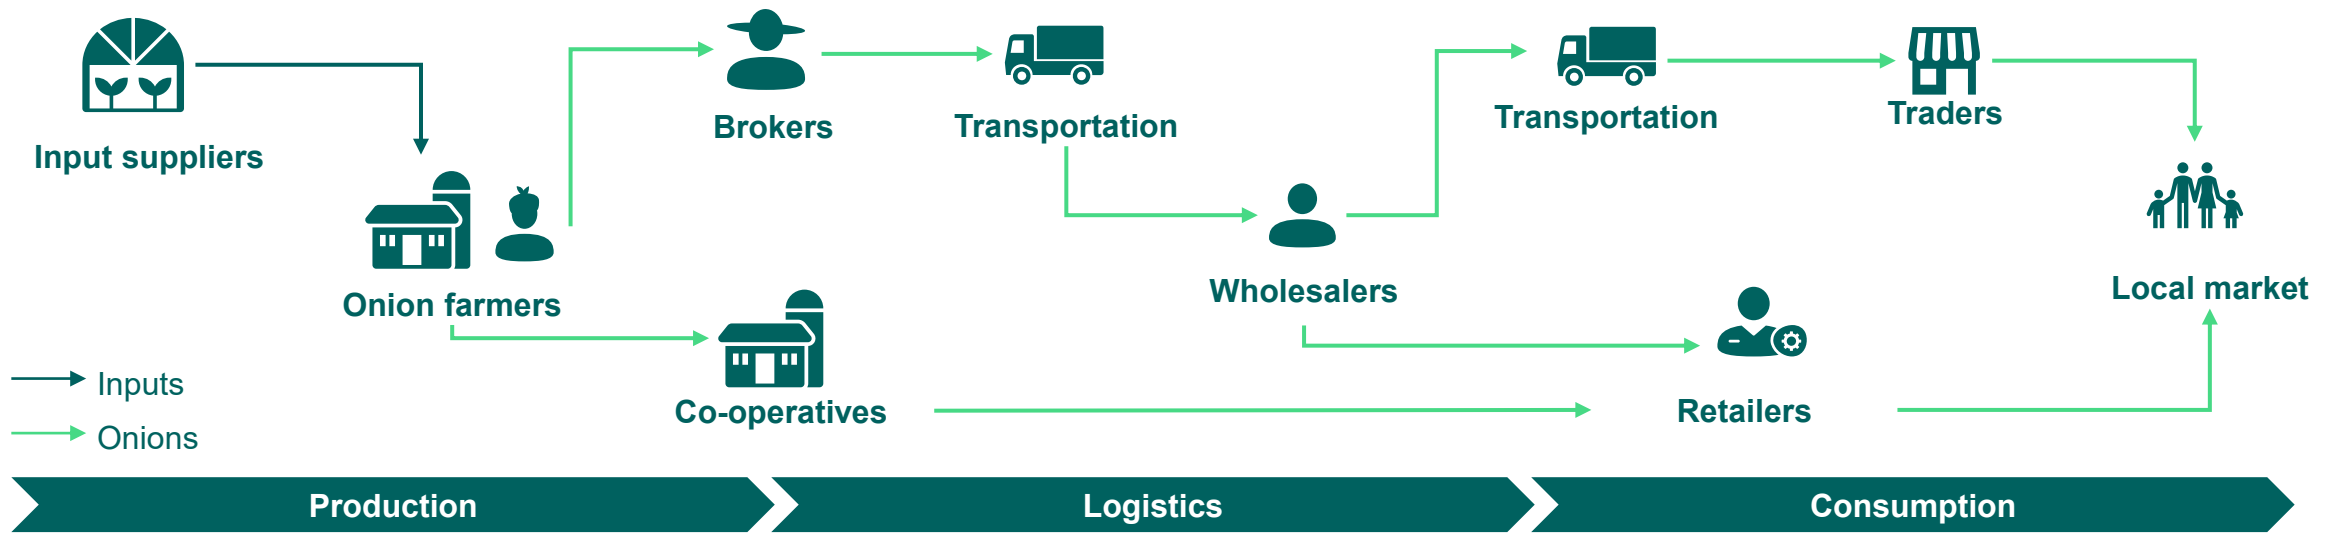 Input suppliers
Onion farmers
Brokers
Co-operatives
Transportation
Wholesalers
Transportation
Traders
Retailers
Local market
Inputs
Onions
Production
Logistics
Consumption